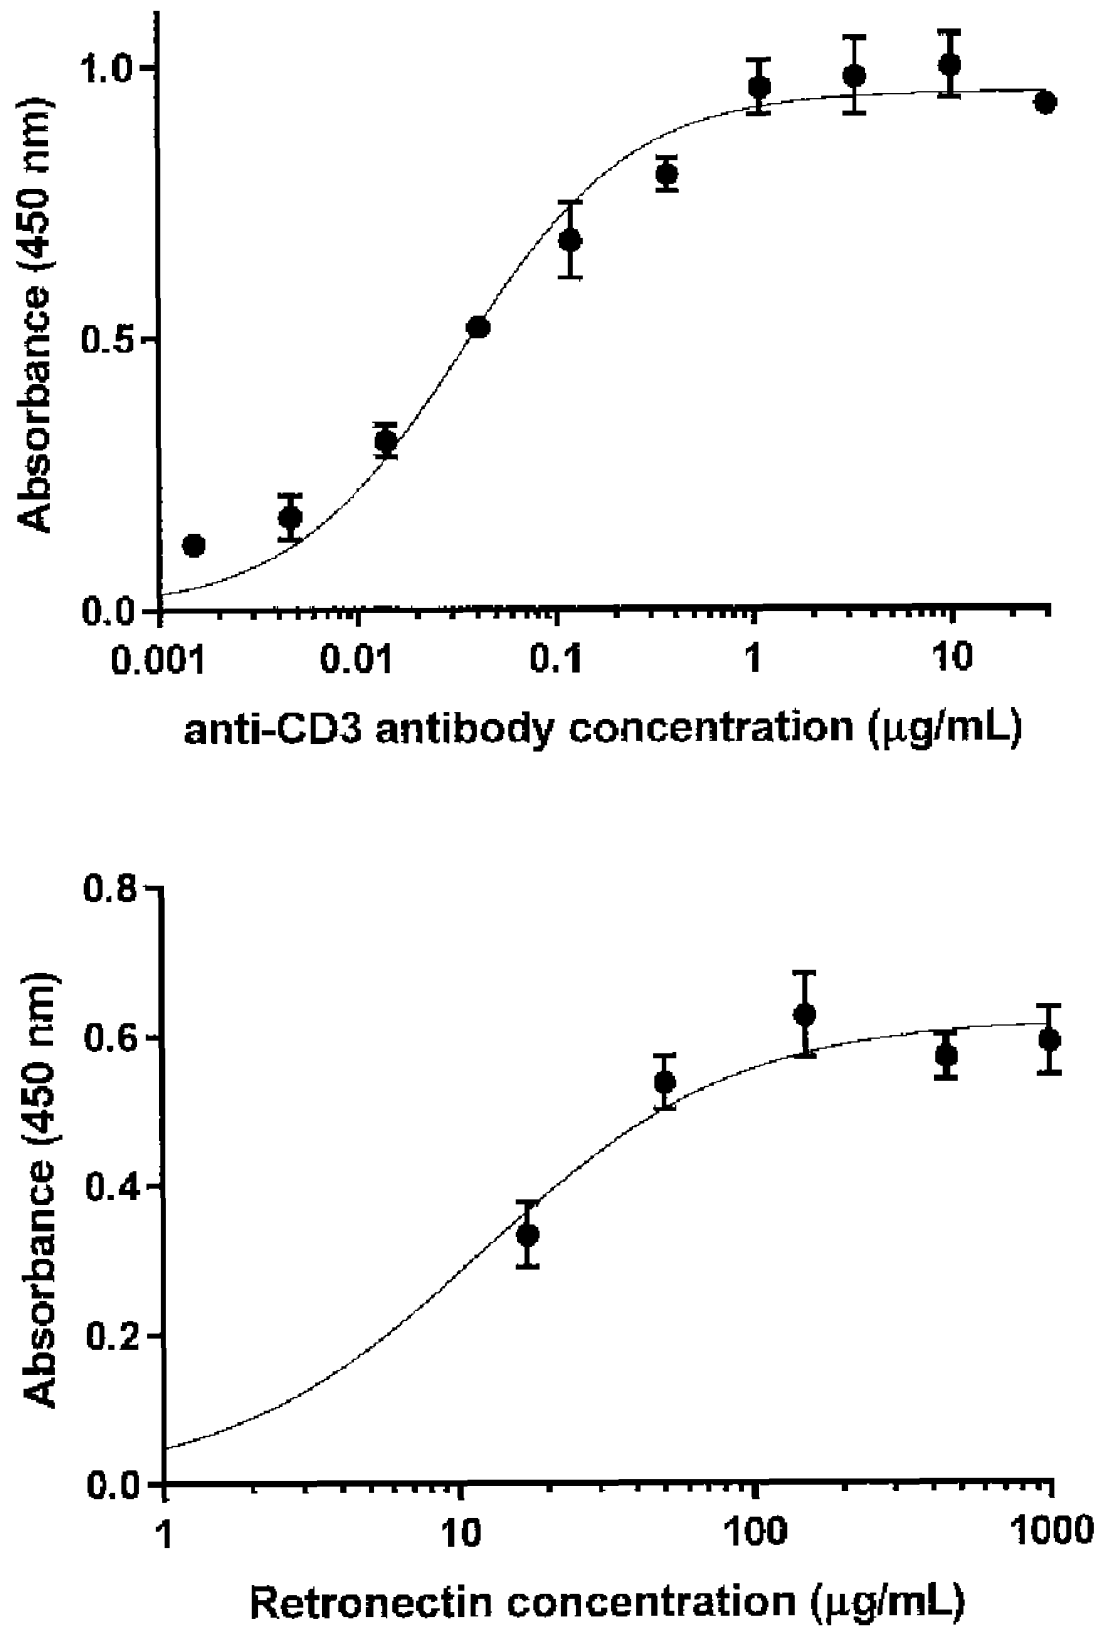 Absorbance (450 nm)
1.0
0.5
0.0
0.001 0.01 0.1 1 10
anti-CD3 antibody concentration (μg/mL)
Absorbance (450 nm)
0.8
0.6
0.4
0.2
0.0
1 10 100 1000
Retronectin concentration (μg/mL)